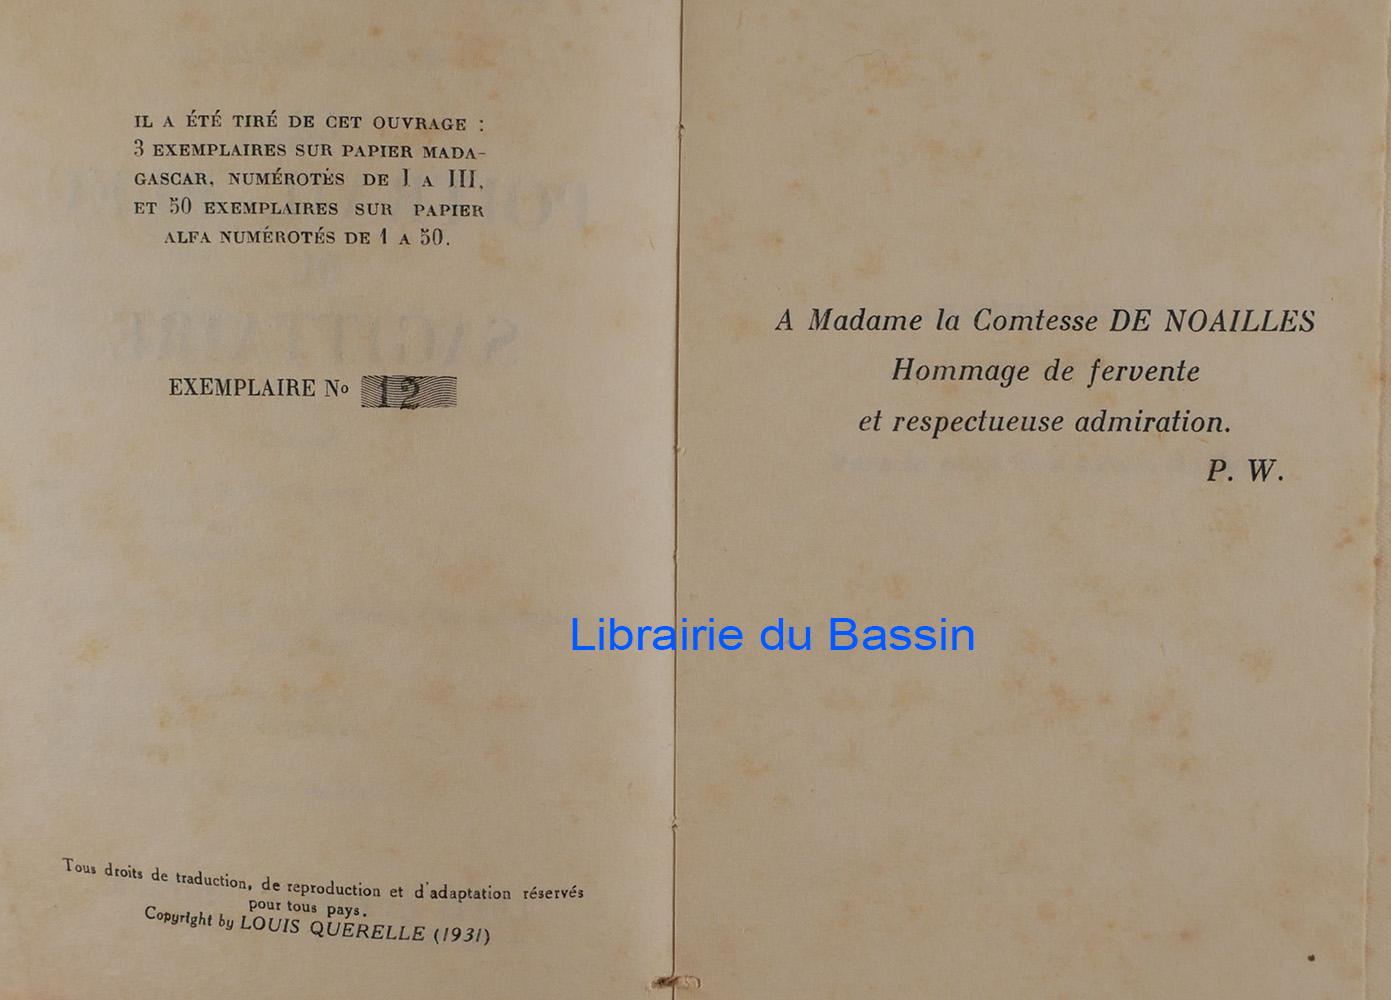 IL A ÉTÉ TIRÉ DE CET OUVRAGE :
3 EXEMPLAIRES SUR PAPIER MADA-
GASCAR, NUMÉROTÉS DE I A III,
ET 50 EXEMPLAIRES SUR PAPIER
ALFA NUMÉROTÉS DE 1 A 50.
EXEMPLAIRE No 12
Tous droits de traduction, de reproduction et d'adaptation réservés
pour tous pays.
Copyright by LOUIS QUERELLE (1931)
A Madame la Comtesse DE NOAILLES
Hommage de fervente
et respectueuse admiration.
P. W.
Librairie du Bassin